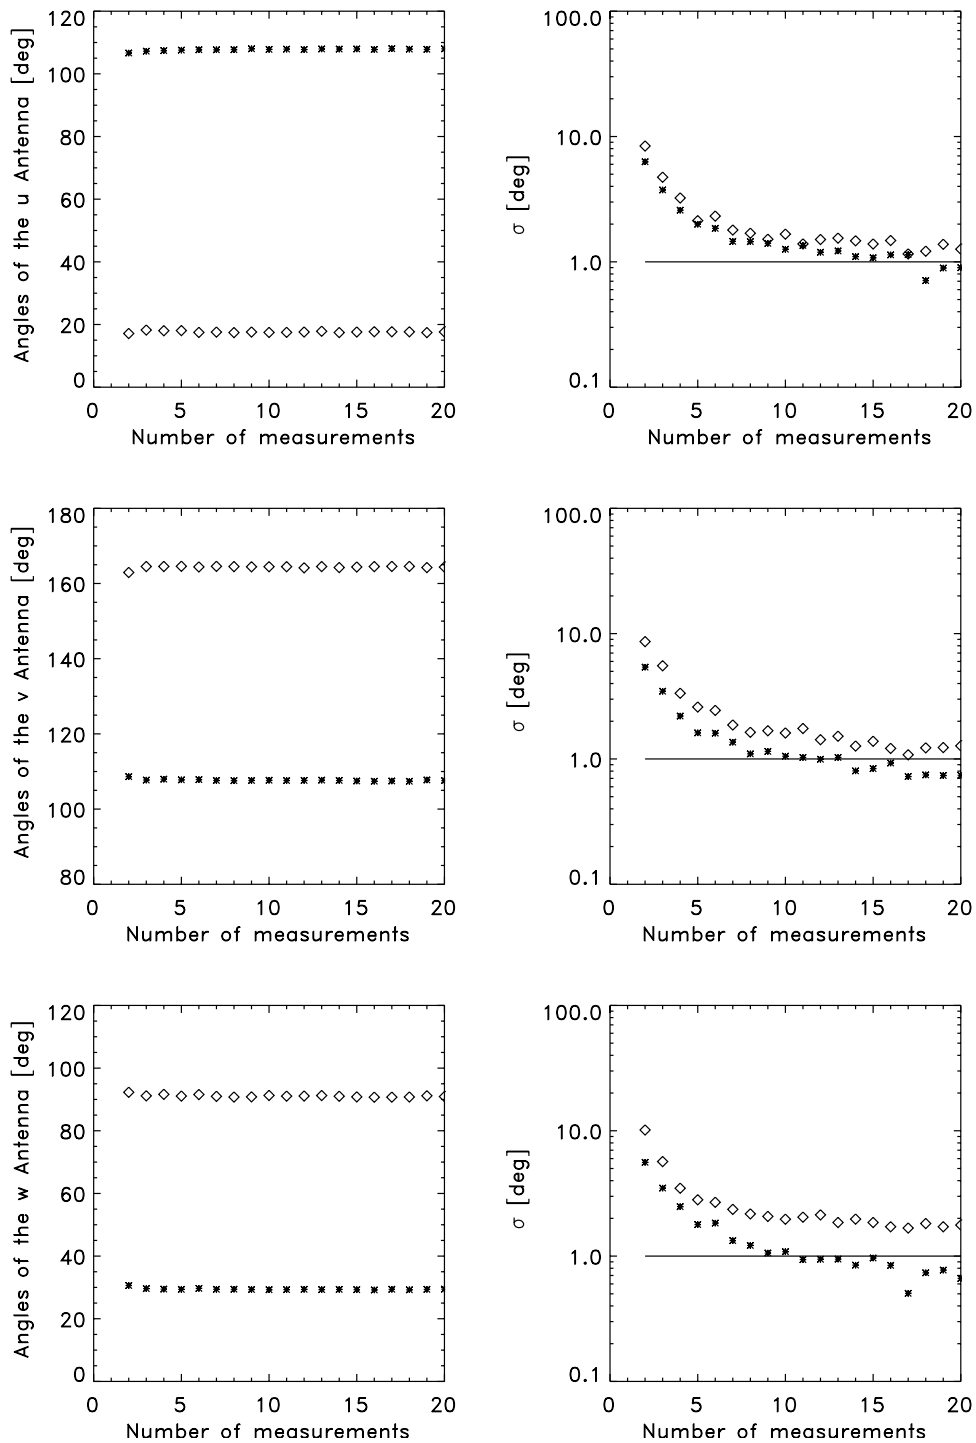 Angles of the u Antenna [deg]
120
100
80
60
40
20
0
0 5 10 15 20
Number of measurements
σ [deg]
100.0
10.0
1.0
0.1
0 5 10 15 20
Number of measurements
Angles of the v Antenna [deg]
180
160
140
120
100
80
0 5 10 15 20
Number of measurements
σ [deg]
100.0
10.0
1.0
0.1
0 5 10 15 20
Number of measurements
Angles of the w Antenna [deg]
120
100
80
60
40
20
0
0 5 10 15 20
Number of measurements
σ [deg]
100.0
10.0
1.0
0.1
0 5 10 15 20
Number of measurements